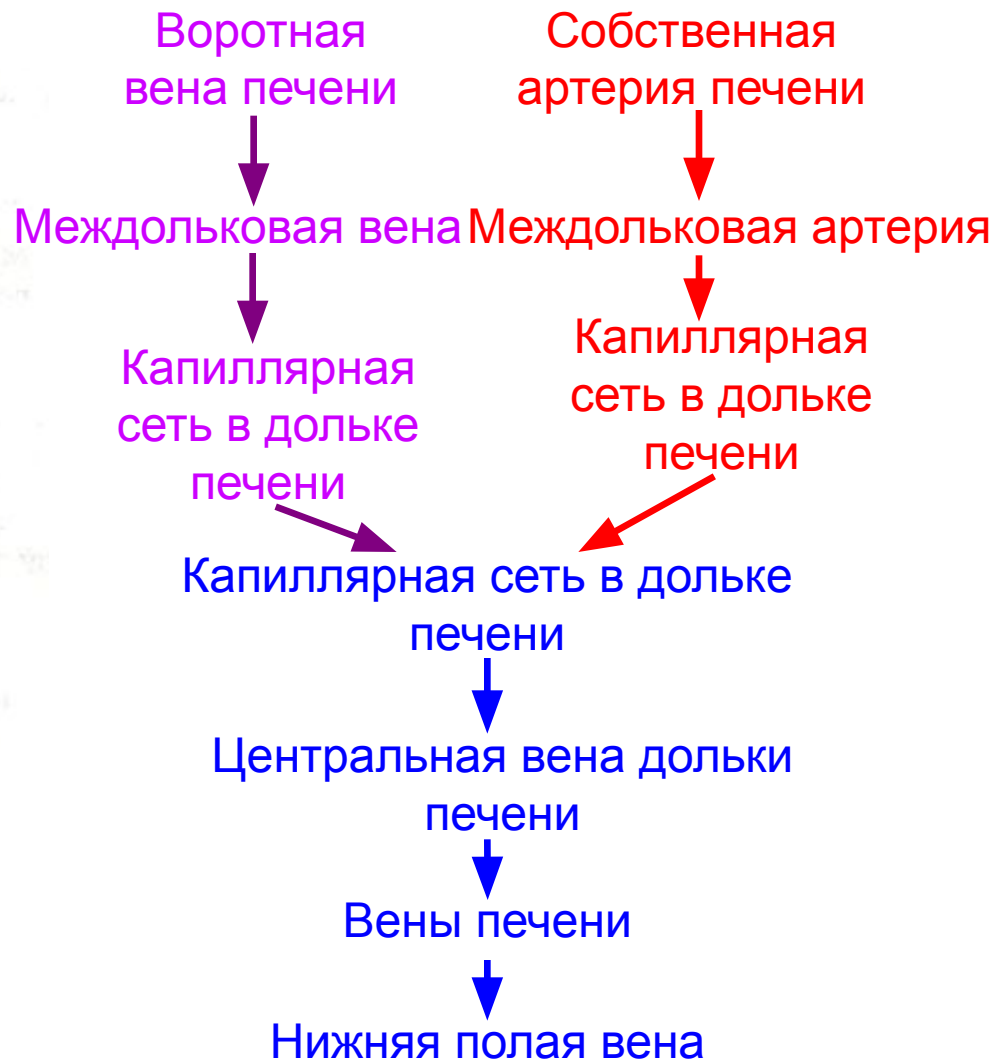 Воротная
вена печени
Собственная
артерия печени
Междольковая вена
Междольковая артерия
Капиллярная
сеть в дольке
печени
Капиллярная
сеть в дольке
печени
Капиллярная сеть в дольке
печени
Центральная вена дольки
печени
Вены печени
Нижняя полая вена